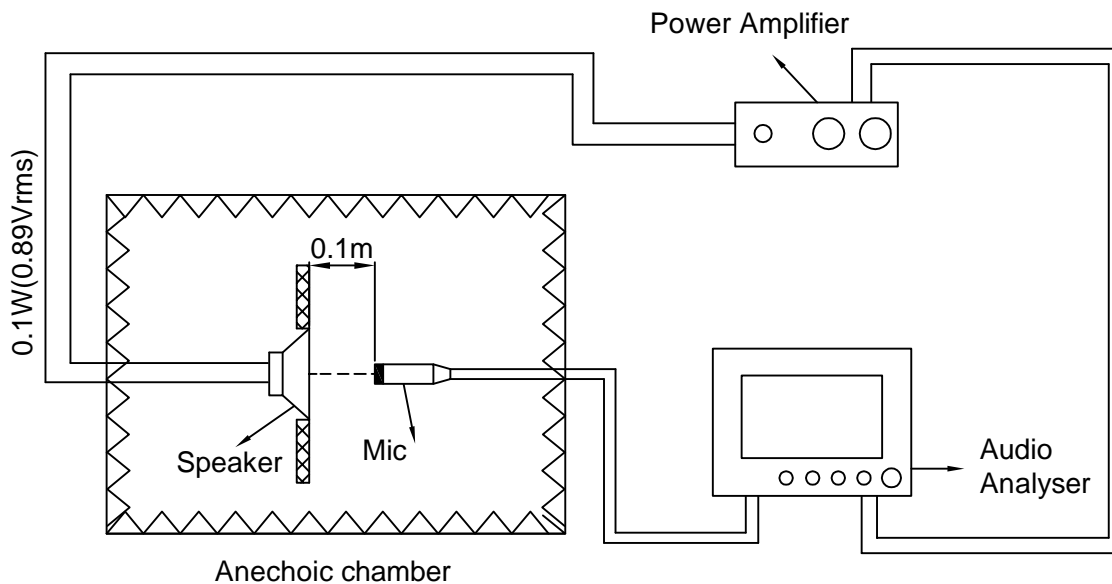 Power Amplifier
0.1W(0.89Vrms)
0.1m
Speaker
Mic
Audio
Analyser
Anechoic chamber